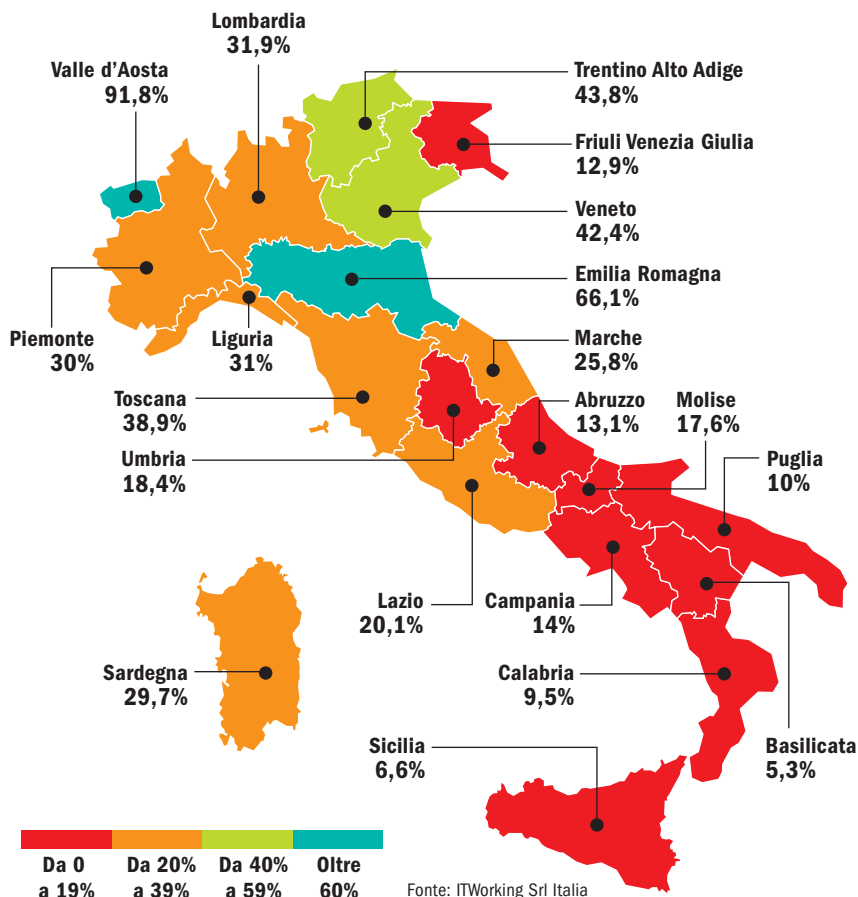 Lombardia
31,9%
Valle d'Aosta
91,8%
Trentino Alto Adige
43,8%
Friuli Venezia Giulia
12,9%
Veneto
42,4%
Emilia Romagna
66,1%
Piemonte
30%
Liguria
31%
Marche
25,8%
Toscana
38,9%
Abruzzo
13,1%
Molise
17,6%
Umbria
18,4%
Puglia
10%
Lazio
20,1%
Campania
14%
Sardegna
29,7%
Calabria
9,5%
Sicilia
6,6%
Basilicata
5,3%
Da 0
a 19%
Da 20%
a 39%
Da 40%
a 59%
Oltre
60%
Fonte: ITWorking Srl Italia